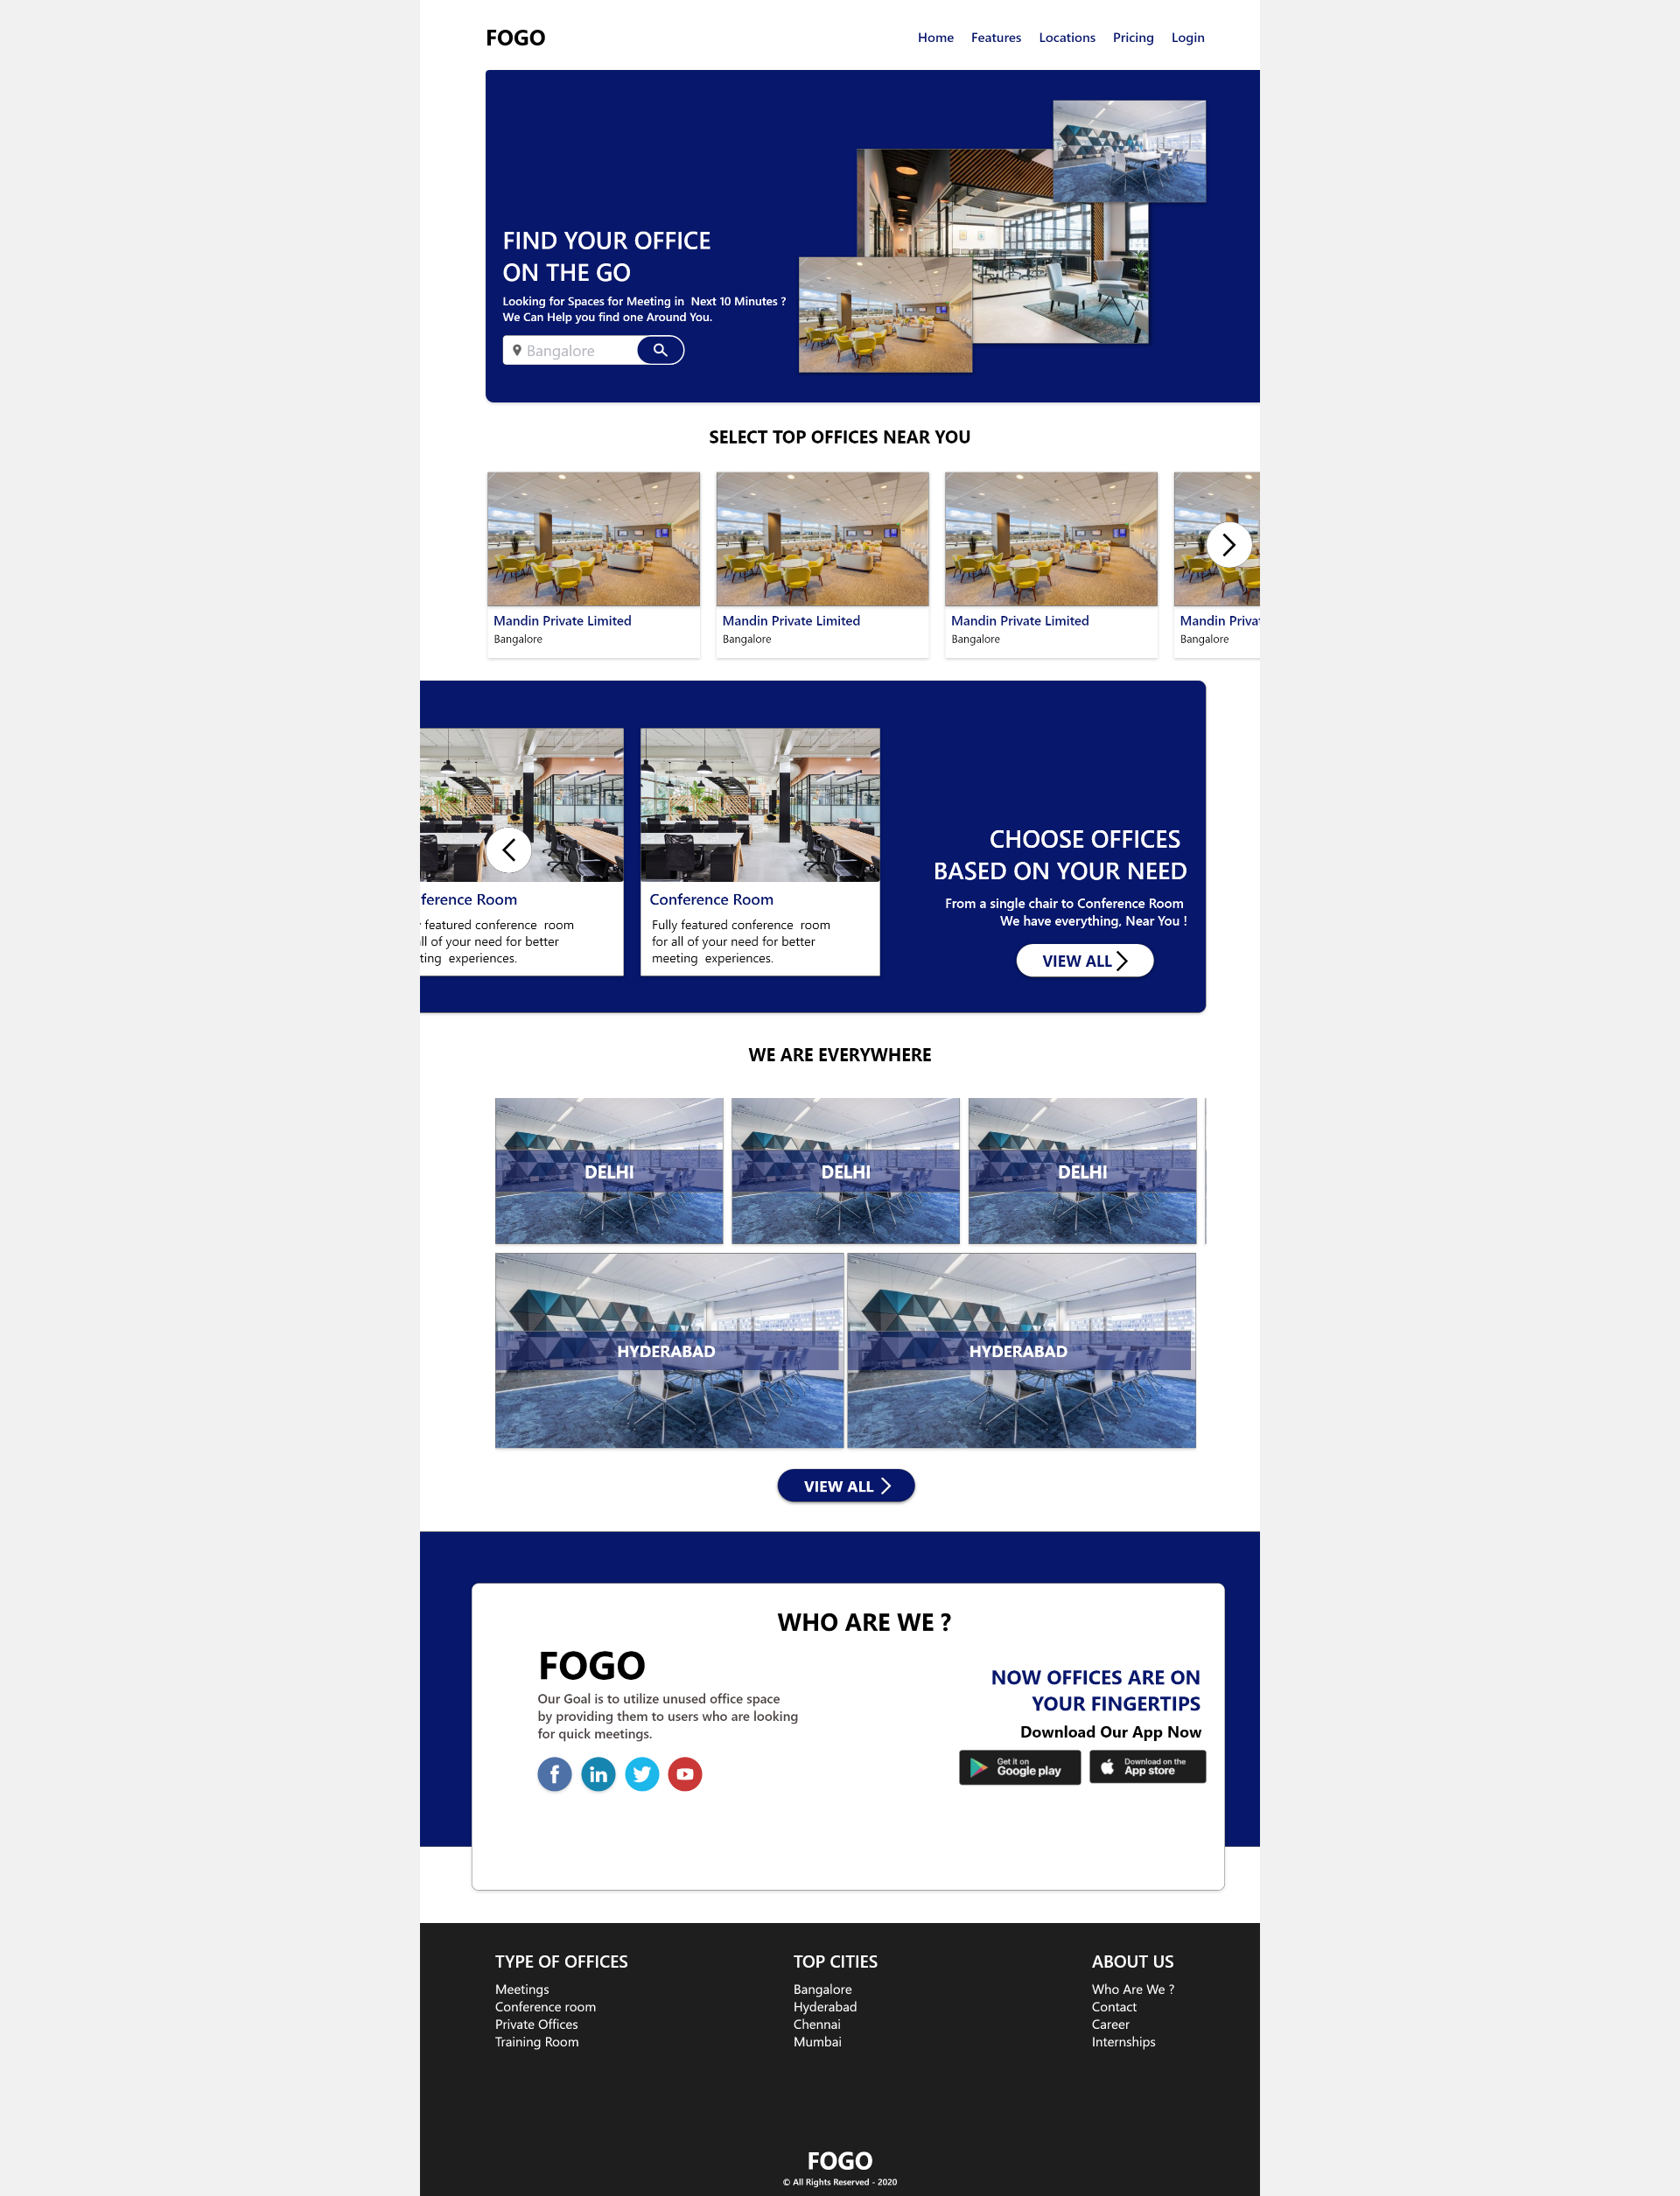 FOGO
Home Features Locations Pricing Login
FIND YOUR OFFICE
ON THE GO
Looking for Spaces for Meeting in Next 10 Minutes ?
We Can Help you find one Around You.
Bangalore
SELECT TOP OFFICES NEAR YOU
Mandin Private Limited
Bangalore
Mandin Private Limited
Bangalore
Mandin Private Limited
Bangalore
Mandin Privat
Bangalore
ference Room
featured conference room
all of your need for better
ting experiences.
Conference Room
Fully featured conference room
for all of your need for better
meeting experiences.
CHOOSE OFFICES
BASED ON YOUR NEED
From a single chair to Conference Room
We have everything, Near You !
VIEW ALL
WE ARE EVERYWHERE
DELHI
DELHI
DELHI
HYDERABAD
HYDERABAD
VIEW ALL
WHO ARE WE ?
FOGO
Our Goal is to utilize unused office space
by providing them to users who are looking
for quick meetings.
NOW OFFICES ARE ON
YOUR FINGERTIPS
Download Our App Now
Get it on
Google play
Download on the
App store
TYPE OF OFFICES
Meetings
Conference room
Private Offices
Training Room
TOP CITIES
Bangalore
Hyderabad
Chennai
Mumbai
ABOUT US
Who Are We ?
Contact
Career
Internships
FOGO
© All Rights Reserved - 2020